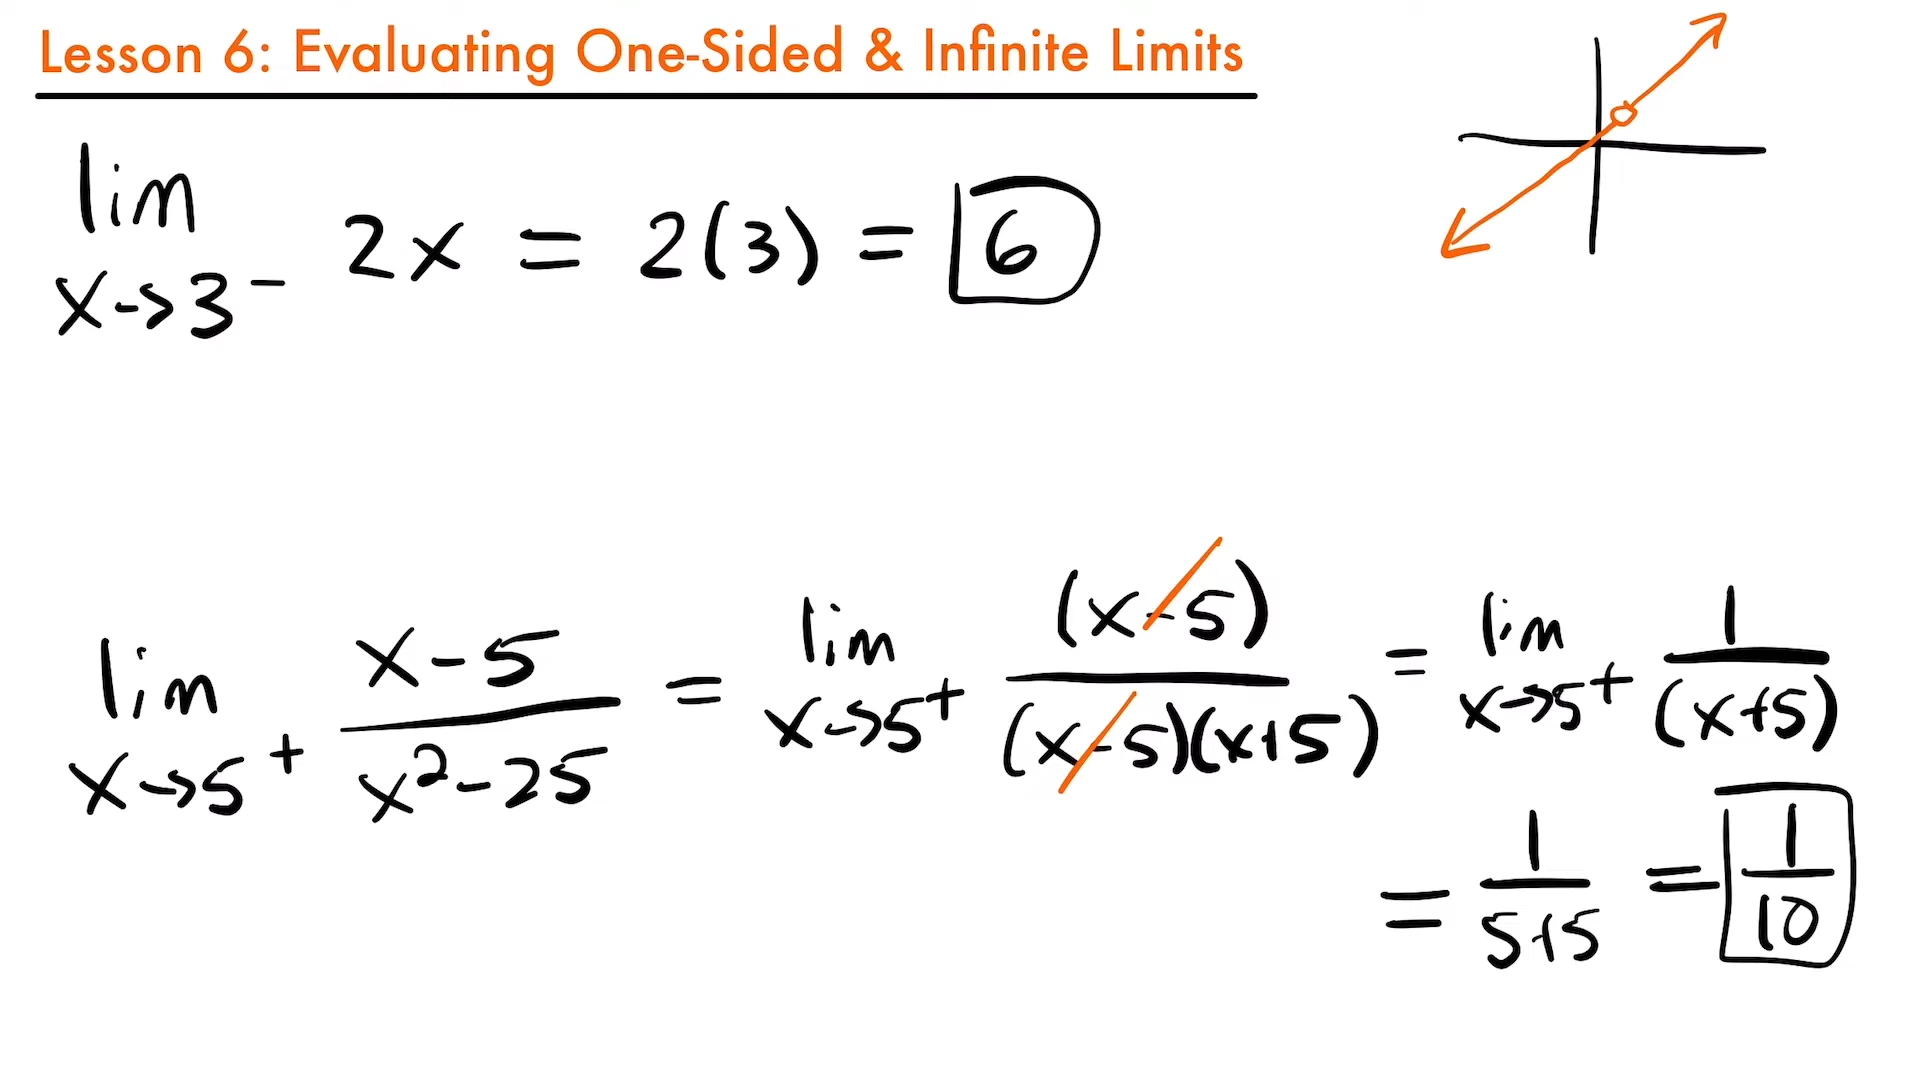 Lesson 6: Evaluating One-Sided & Infinite Limits
lim x->3⁻ 2x = 2(3) = 6
lim x->5⁺ (x-5)/(x²-25) = lim x->5⁺ (x-5)/((x-5)(x+5)) = lim x->5⁺ 1/(x+5)
= 1/(5+5) = 1/10